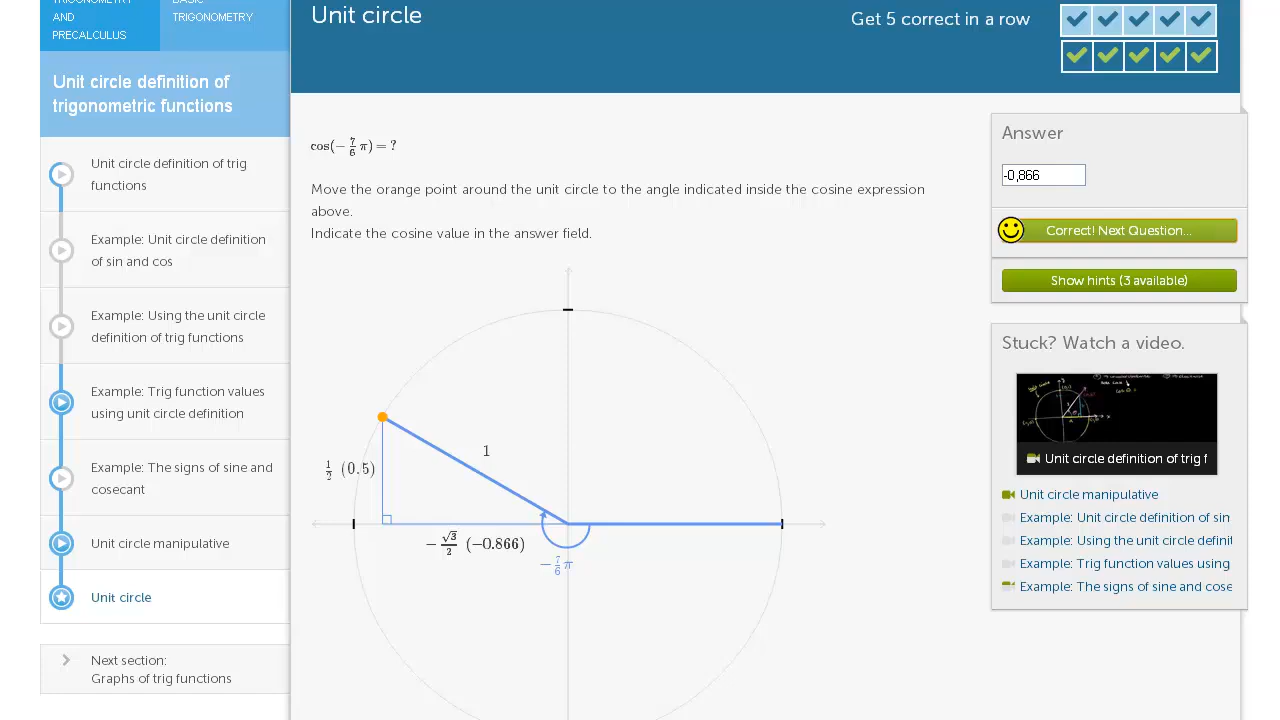 TRIGONOMETRY
AND
PRECALCULUS
BASIC
TRIGONOMETRY
Unit circle
Get 5 correct in a row
Unit circle definition of
trigonometric functions
Unit circle definition of trig
functions
Example: Unit circle definition
of sin and cos
Example: Using the unit circle
definition of trig functions
Example: Trig function values
using unit circle definition
Example: The signs of sine and
cosecant
Unit circle manipulative
Unit circle
Next section:
Graphs of trig functions
cos(− 7/6 π) = ?
Move the orange point around the unit circle to the angle indicated inside the cosine expression
above.
Indicate the cosine value in the answer field.
1
1/2 (0.5)
− √3/2 (−0.866)
− 7/6 π
Answer
-0,866
Correct! Next Question...
Show hints (3 available)
Stuck? Watch a video.
Unit circle definition of trig f
Unit circle manipulative
Example: Unit circle definition of sin
Example: Using the unit circle definit
Example: Trig function values using
Example: The signs of sine and cose